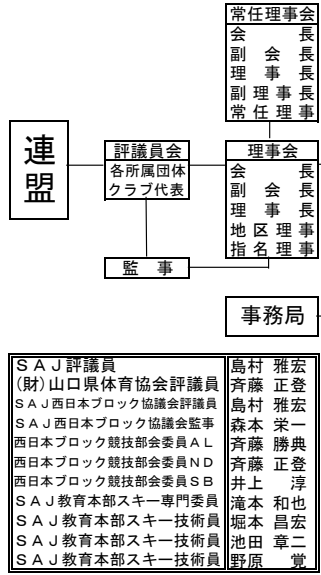 常任理事会
会長
副会長
理事長
副理事長
常任理事
連盟
評議員会
各所属団体
クラブ代表
理事会
会長
副会長
理事長
地区理事
指名理事
監事
事務局
ＳＡＪ評議員 島村 雅宏
(財)山口県体育協会評議員 斉藤 正登
ＳＡＪ西日本ブロック協議会評議員 島村 雅宏
ＳＡＪ西日本ブロック協議会監事 森本 栄一
西日本ブロック競技部会委員ＡＬ 斉藤 勝典
西日本ブロック競技部会委員ＮＤ 斉藤 正登
西日本ブロック競技部会委員ＳＢ 井上 淳
ＳＡＪ教育本部スキー専門委員 滝本 和也
ＳＡＪ教育本部スキー技術員 堀本 昌宏
ＳＡＪ教育本部スキー技術員 池田 章二
ＳＡＪ教育本部スキー技術員 野原 覚